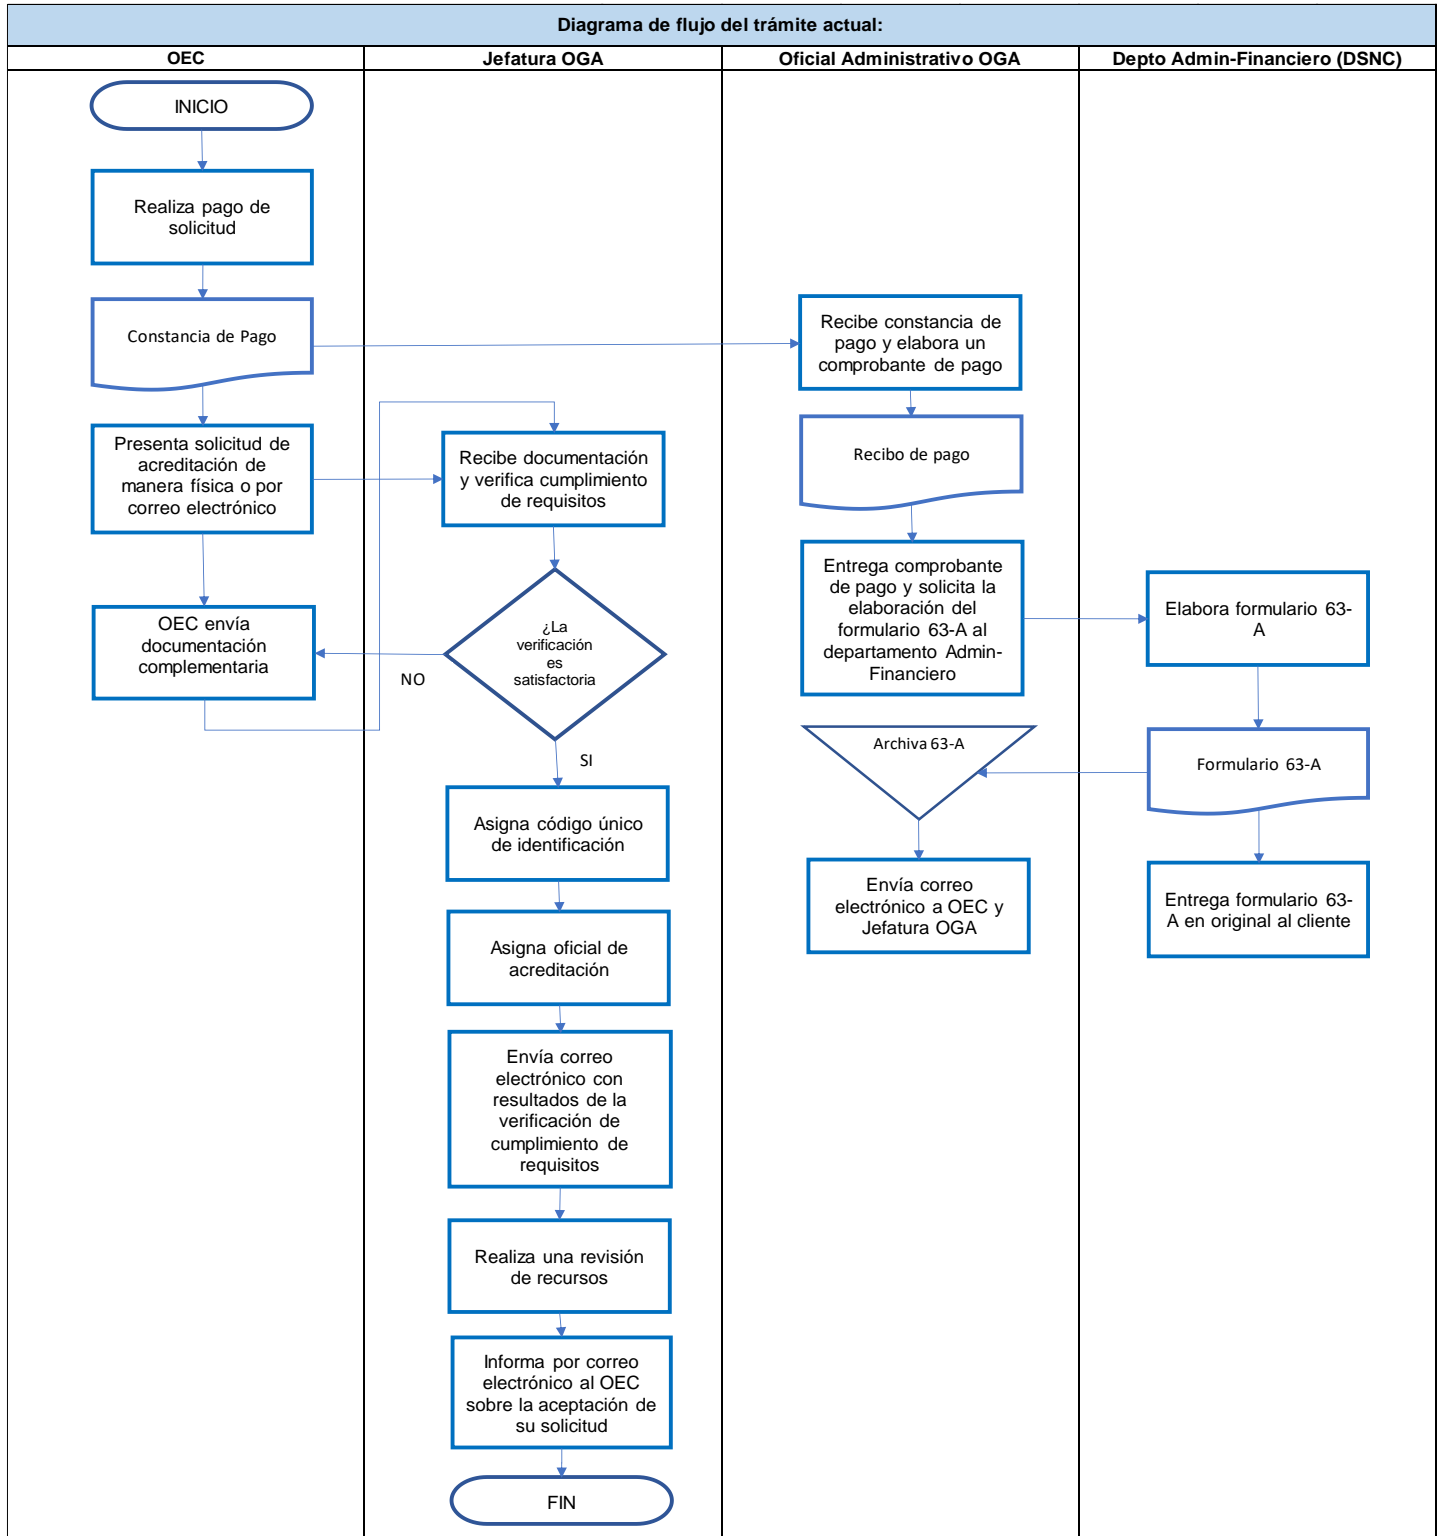 Diagrama de flujo del trámite actual:
OEC
Jefatura OGA
Oficial Administrativo OGA
Depto Admin-Financiero (DSNC)
INICIO
Realiza pago de
solicitud
Constancia de Pago
Presenta solicitud de
acreditación de
manera física o por
correo electrónico
OEC envía
documentación
complementaria
Recibe documentación
y verifica cumplimiento
de requisitos
¿La
verificación
es
satisfactoria
NO
SI
Asigna código único
de identificación
Asigna oficial de
acreditación
Envía correo
electrónico con
resultados de la
verificación de
cumplimiento de
requisitos
Realiza una revisión
de recursos
Informa por correo
electrónico al OEC
sobre la aceptación de
su solicitud
FIN
Recibe constancia de
pago y elabora un
comprobante de pago
Recibo de pago
Entrega comprobante
de pago y solicita la
elaboración del
formulario 63-A al
departamento Admin-
Financiero
Archiva 63-A
Envía correo
electrónico a OEC y
Jefatura OGA
Elabora formulario 63-
A
Formulario 63-A
Entrega formulario 63-
A en original al cliente